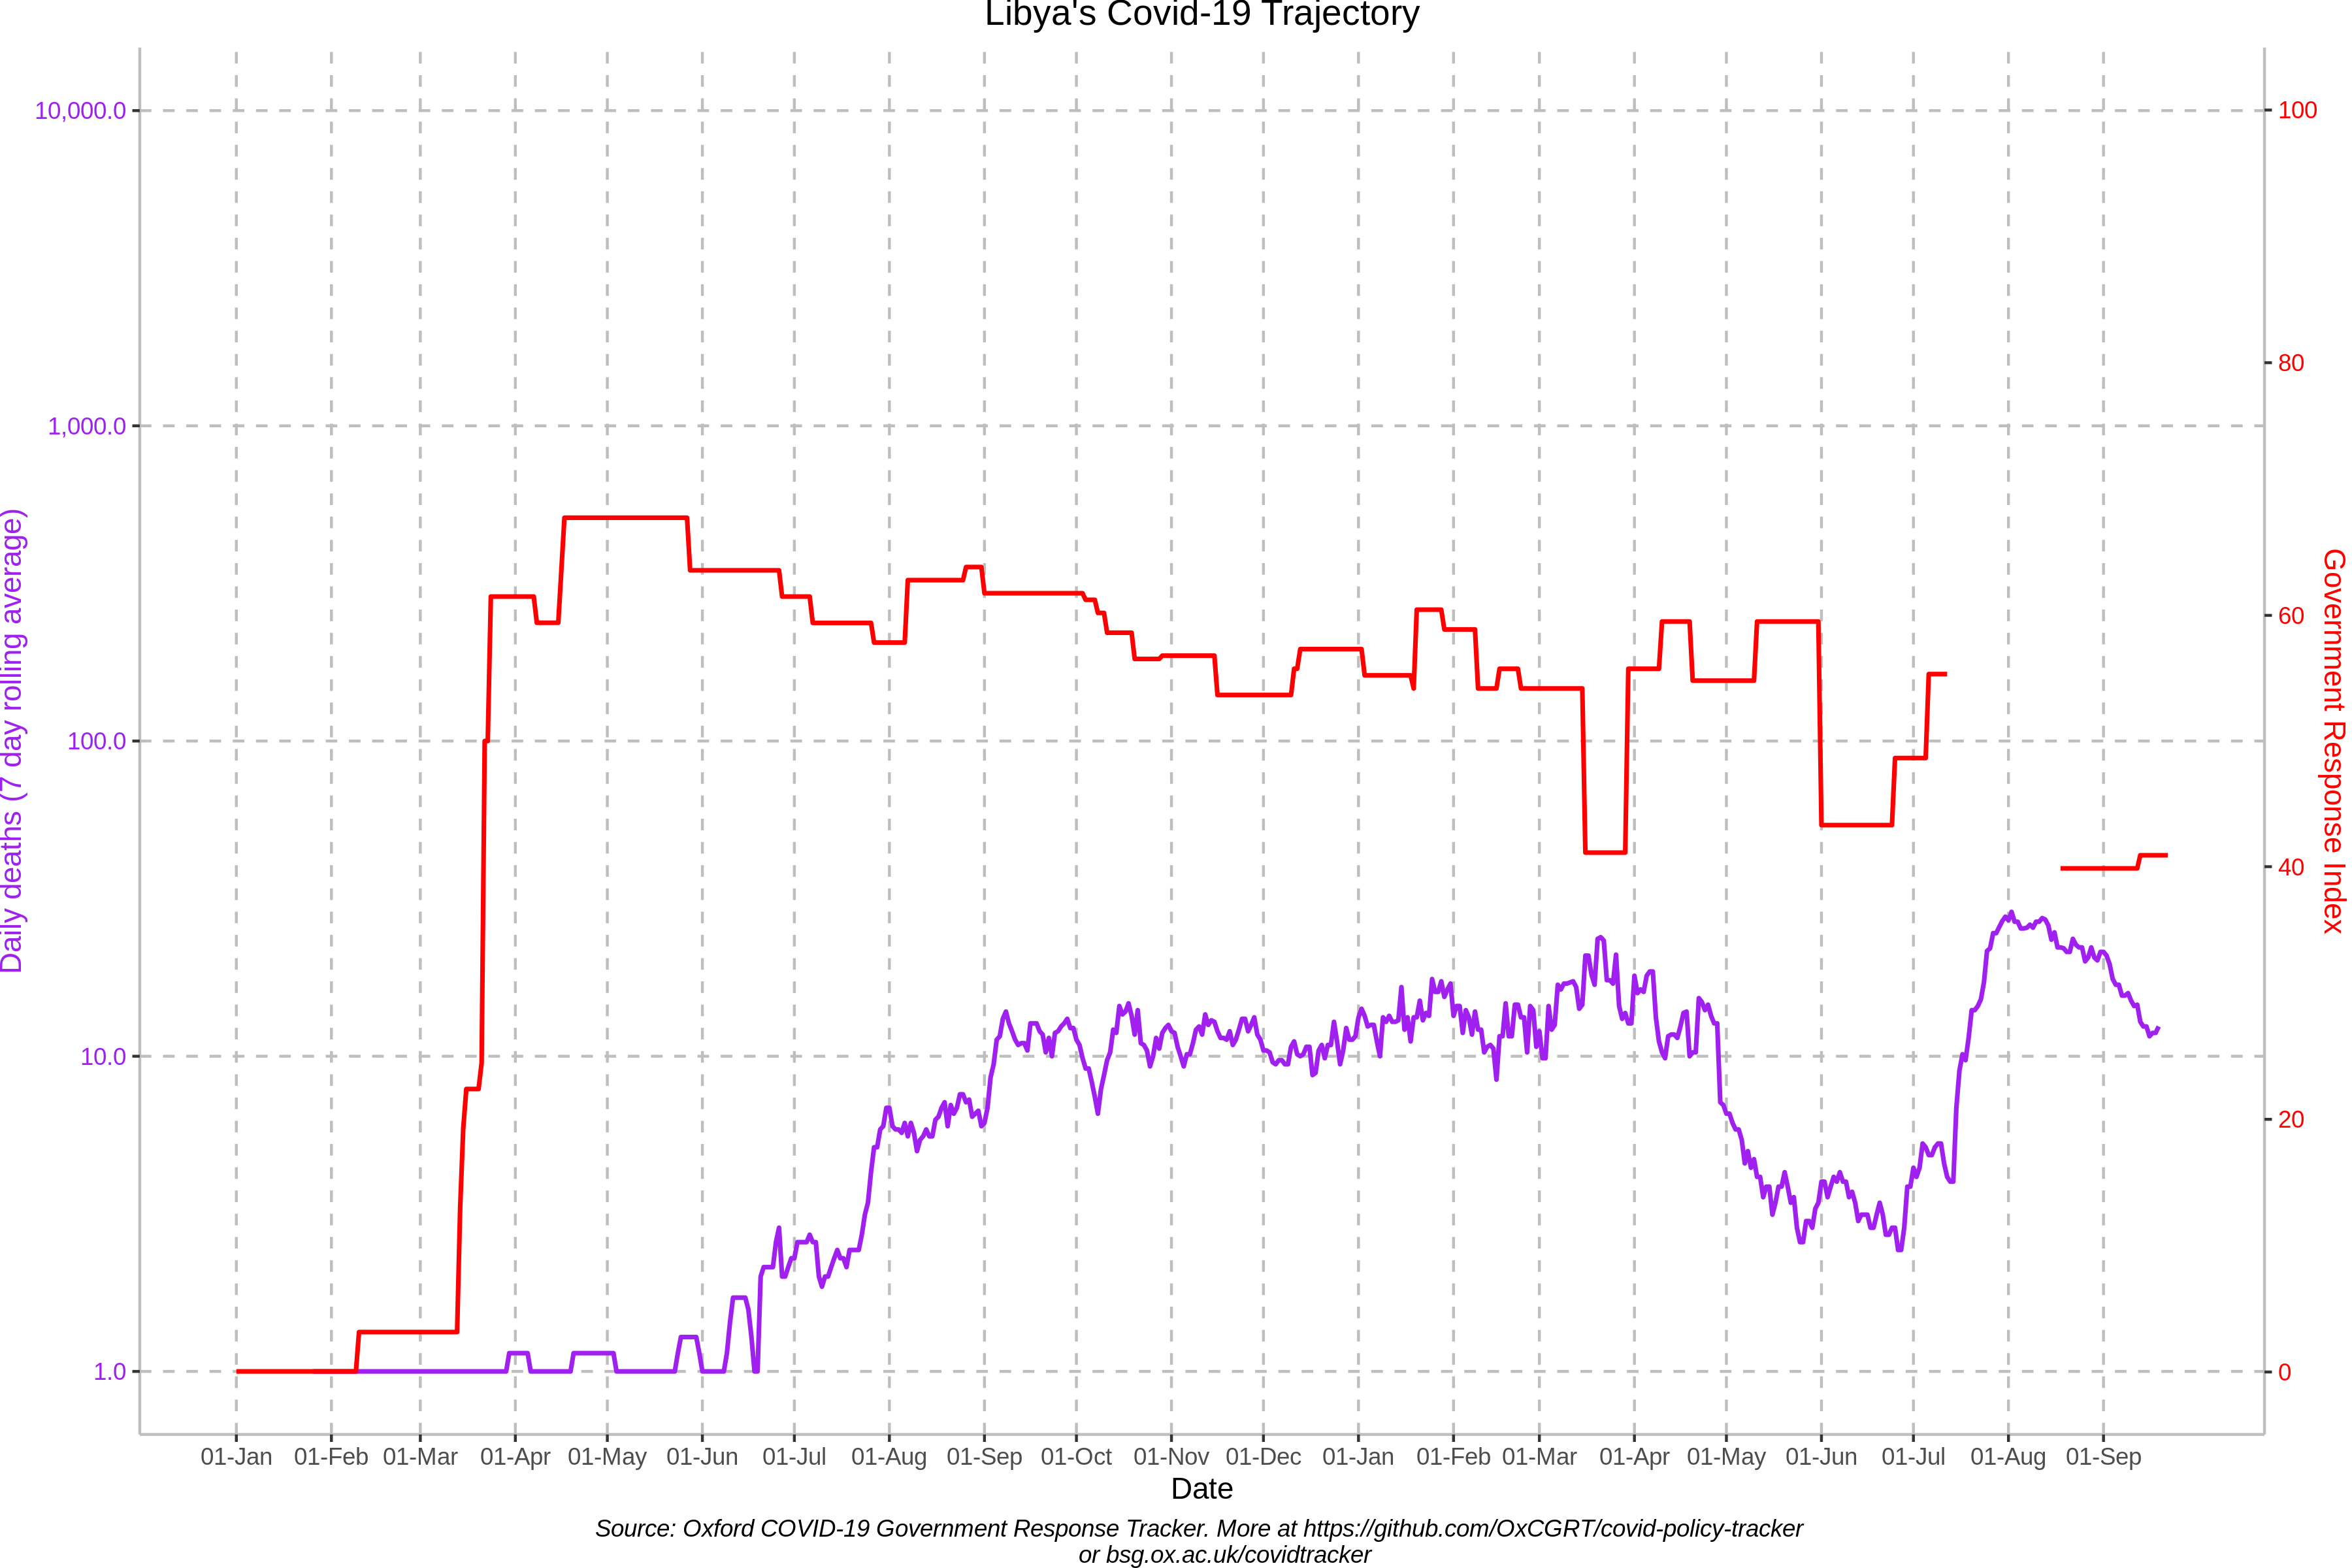 Libya's Covid-19 Trajectory
10,000.0
1,000.0
100.0
10.0
1.0
Daily deaths (7 day rolling average)
100
80
60
40
20
0
Government Response Index
01-Jan 01-Feb 01-Mar 01-Apr 01-May 01-Jun 01-Jul 01-Aug 01-Sep 01-Oct 01-Nov 01-Dec 01-Jan 01-Feb 01-Mar 01-Apr 01-May 01-Jun 01-Jul 01-Aug 01-Sep
Date
Source: Oxford COVID-19 Government Response Tracker. More at https://github.com/OxCGRT/covid-policy-tracker
or bsg.ox.ac.uk/covidtracker